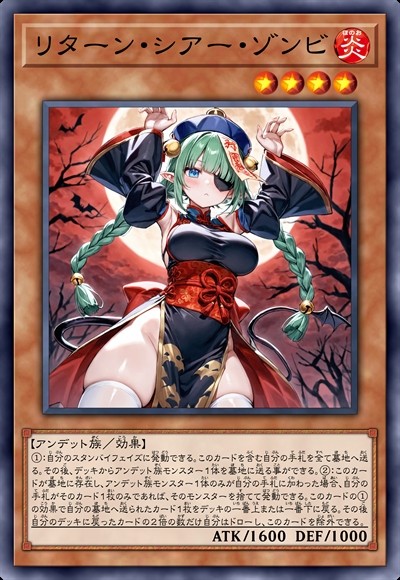 リターン・シアー・ゾンビ
炎
ほのお
【アンデット族／効果】
①:自分のスタンバイフェイズに発動できる。このカードを含む自分の手札を全て墓地へ送
る。その後、デッキからアンデット族モンスター1体を墓地に送る事ができる。②:このカー
ドが墓地に存在し、アンデット族モンスター1体のみが自分の手札に加わった場合、自分の
手札がそのカード1枚のみであれば、そのモンスターを捨てて発動できる。このカードの①
の効果で自分の墓地へ送られたカード1枚をデッキの一番上または一番下に戻る。その後
自分のデッキに戻ったカードの2倍の数だけ自分はドローし、このカードを除外できる。
ATK/1600 DEF/1000